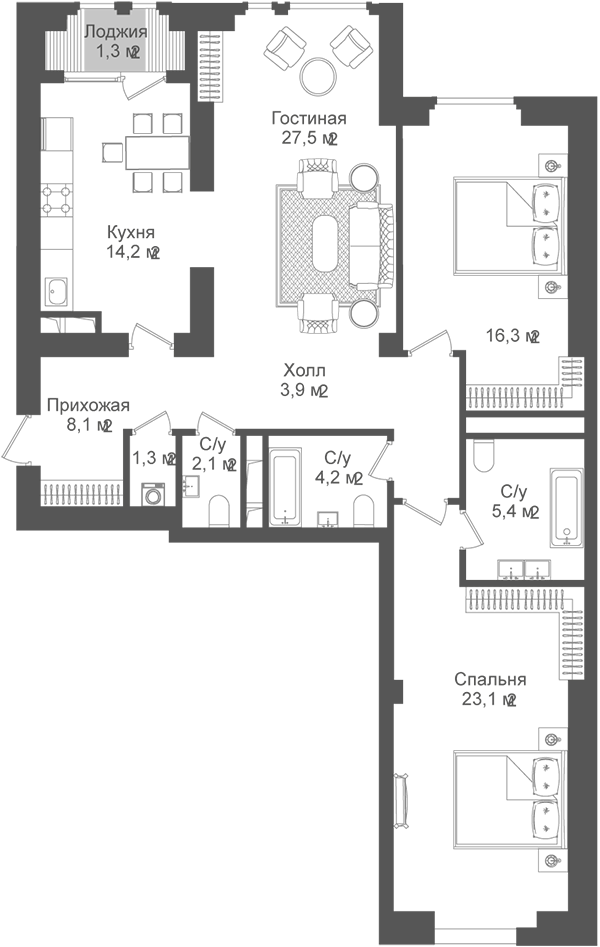 Лоджия
1,3 м2
Гостиная
27,5 м2
Кухня
14,2 м2
16,3 м2
Холл
3,9 м2
Прихожая
8,1 м2
1,3 м2
С/у
2,1 м2
С/у
4,2 м2
С/у
5,4 м2
Спальня
23,1 м2